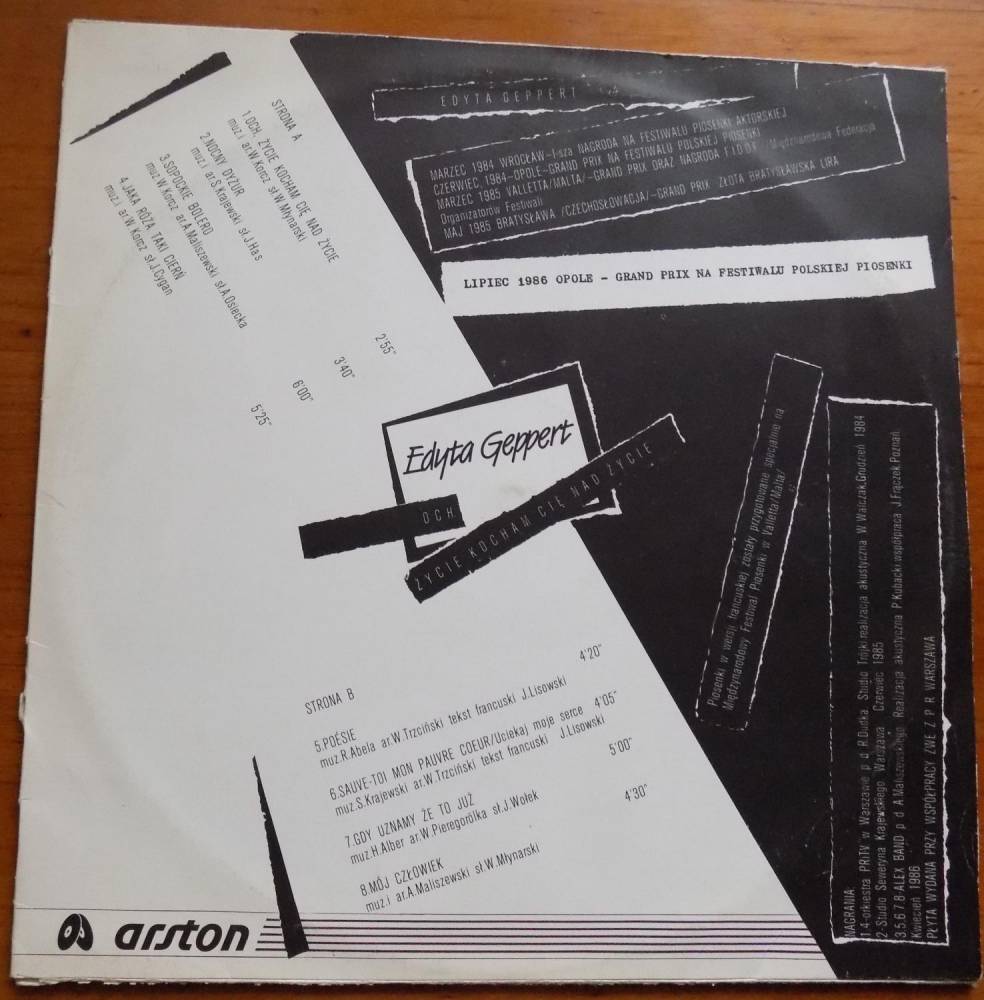 EDYTA GEPPERT
MARZEC 1984 WROCŁAW-I-sza NAGRODA NA FESTIWALU PIOSENKI AKTORSKIEJ
CZERWIEC, 1984-OPOLE-GRAND PRIX NA FESTIWALU POLSKIEJ PIOSENKI
MARZEC 1985 VALLETTA/MALTA/-GRAND PRIX ORAZ NAGRODA F.I.D.O.F. /Międzynarodowa Federacja
Organizatorów Festiwali
MAJ 1985 BRATYSŁAWA /CZECHOSŁOWACJA/-GRAND PRIX ZŁOTA BRATYSŁAWSKA LIRA
LIPIEC 1986 OPOLE - GRAND PRIX NA FESTIWALU POLSKIEJ PIOSENKI
STRONA A
1.OCH, ŻYCIE KOCHAM CIĘ NAD ŻYCIE 2'55"
muz.i ar.W.Korcz sł.W.Młynarski
2.NOCNY DYŻUR 3'40"
muz.i ar.S.Krajewski sł.J.Has
3.SOPOCKIE BOLERO 6'00"
muz.W.Korcz ar.A.Maliszewski sł.A.Osiecka
4.JAKA RÓŻA TAKI CIERŃ 5'25"
muz.i ar.W.Korcz sł.J.Cygan
Edyta Geppert
OCH
ŻYCIE KOCHAM CIĘ NAD ŻYCIE
STRONA B
5.POÉSIE 4'20"
muz.R.Abela ar.W.Trzciński tekst francuski J.Lisowski
6.SAUVE-TOI MON PAUVRE COEUR/Uciekaj moje serce 4'05"
muz.S.Krajewski ar.W.Trzciński tekst francuski J.Lisowski
7.GDY UZNAMY ŻE TO JUŻ 5'00"
muz.H.Alber ar.W.Pieregorólka sł.J.Wołek
8.MÓJ CZŁOWIEK 4'30"
muz.i ar.A.Maliszewski sł.W.Młynarski
Piosenki w wersji francuskiej zostały przygotowane specjalnie na
Międzynarodowy Festiwal Piosenki w Valletta/Malta/
NAGRANIA:
1.4-orkiestra PRiTV w Warszawie p d R.Dudka, Studio Trójki realizacja akustyczna W.Walczak,Grudzień 1984
2-Studio Seweryna Krajewskiego Warszawa Czerwiec 1985
3.5.6.7.8-ALEX BAND p d A.Maliszewskiego Realizacja akustyczna P.Kubacki współpraca J.Frączek,Poznań
Kwiecień 1986
PŁYTA WYDANA PRZY WSPÓŁPRACY ZWE Z P R WARSZAWA
arston